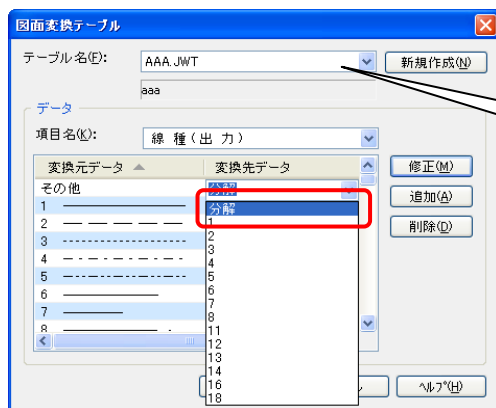 図面変換テーブル
テーブル名(F):
AAA.JWT
新規作成(N)
aaa
データ
項目名(K):
線 種(出 力)
変換元データ
変換先データ
修正(M)
その他
分解
追加(A)
1
分解
2
1
削除(D)
3
2
4
3
5
4
6
6
7
7
8
8
11
12
13
14
16
18
ヘルプ(H)